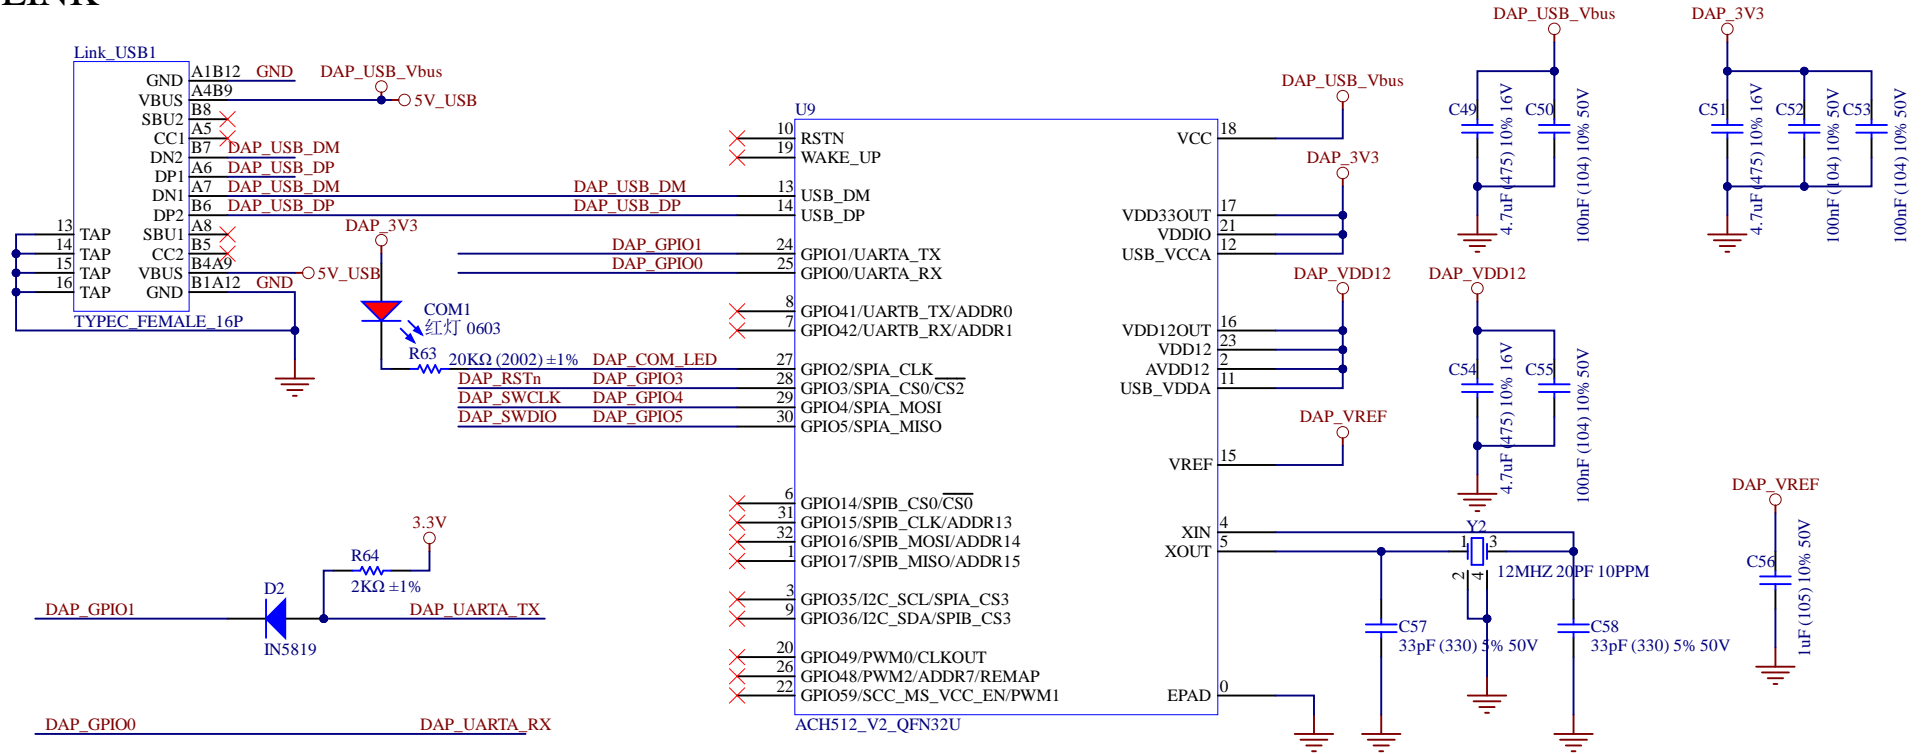 LINK
Link_USB1
GND A1B12 GND
VBUS A4B9
SBU2 B8
CC1 A5
DN2 B7 DAP_USB_DM
DP1 A6 DAP_USB_DP
DN1 A7 DAP_USB_DM
DP2 B6 DAP_USB_DP
SBU1 A8
CC2 B5
VBUS B4A9 5V_USB
GND B1A12 GND
13 TAP
14 TAP
15 TAP
16 TAP
TYPEC_FEMALE_16P
DAP_USB_Vbus
5V_USB
DAP_3V3
COM1
红灯 0603
R63
20KΩ (2002) ±1%
U9
10 RSTN
19 WAKE_UP
DAP_USB_DM 13 USB_DM
DAP_USB_DP 14 USB_DP
DAP_GPIO1 24 GPIO1/UARTA_TX
DAP_GPIO0 25 GPIO0/UARTA_RX
8 GPIO41/UARTB_TX/ADDR0
7 GPIO42/UARTB_RX/ADDR1
DAP_COM_LED 27 GPIO2/SPIA_CLK
DAP_RSTn DAP_GPIO3 28 GPIO3/SPIA_CS0/CS2
DAP_SWCLK DAP_GPIO4 29 GPIO4/SPIA_MOSI
DAP_SWDIO DAP_GPIO5 30 GPIO5/SPIA_MISO
6 GPIO14/SPIB_CS0/CS0
31 GPIO15/SPIB_CLK/ADDR13
32 GPIO16/SPIB_MOSI/ADDR14
1 GPIO17/SPIB_MISO/ADDR15
3 GPIO35/I2C_SCL/SPIA_CS3
9 GPIO36/I2C_SDA/SPIB_CS3
20 GPIO49/PWM0/CLKOUT
26 GPIO48/PWM2/ADDR7/REMAP
22 GPIO59/SCC_MS_VCC_EN/PWM1
ACH512_V2_QFN32U
DAP_USB_Vbus
VCC 18
DAP_3V3
VDD33OUT 17
VDDIO 21
USB_VCCA 12
DAP_VDD12
VDD12OUT 16
VDD12 23
AVDD12 2
USB_VDDA 11
DAP_VREF
VREF 15
XIN 4
XOUT 5
EPAD 0
Y2
1 3
2 4
12MHZ 20PF 10PPM
C57
33pF (330) 5% 50V
C58
33pF (330) 5% 50V
DAP_USB_Vbus
C49
4.7uF (475) 10% 16V
C50
100nF (104) 10% 50V
DAP_3V3
C51
4.7uF (475) 10% 16V
C52
100nF (104) 10% 50V
C53
100nF (104) 10% 50V
DAP_VDD12
C54
4.7uF (475) 10% 16V
C55
100nF (104) 10% 50V
DAP_VREF
C56
1uF (105) 10% 50V
3.3V
R64
2KΩ ±1%
D2
IN5819
DAP_GPIO1 DAP_UARTA_TX
DAP_GPIO0 DAP_UARTA_RX